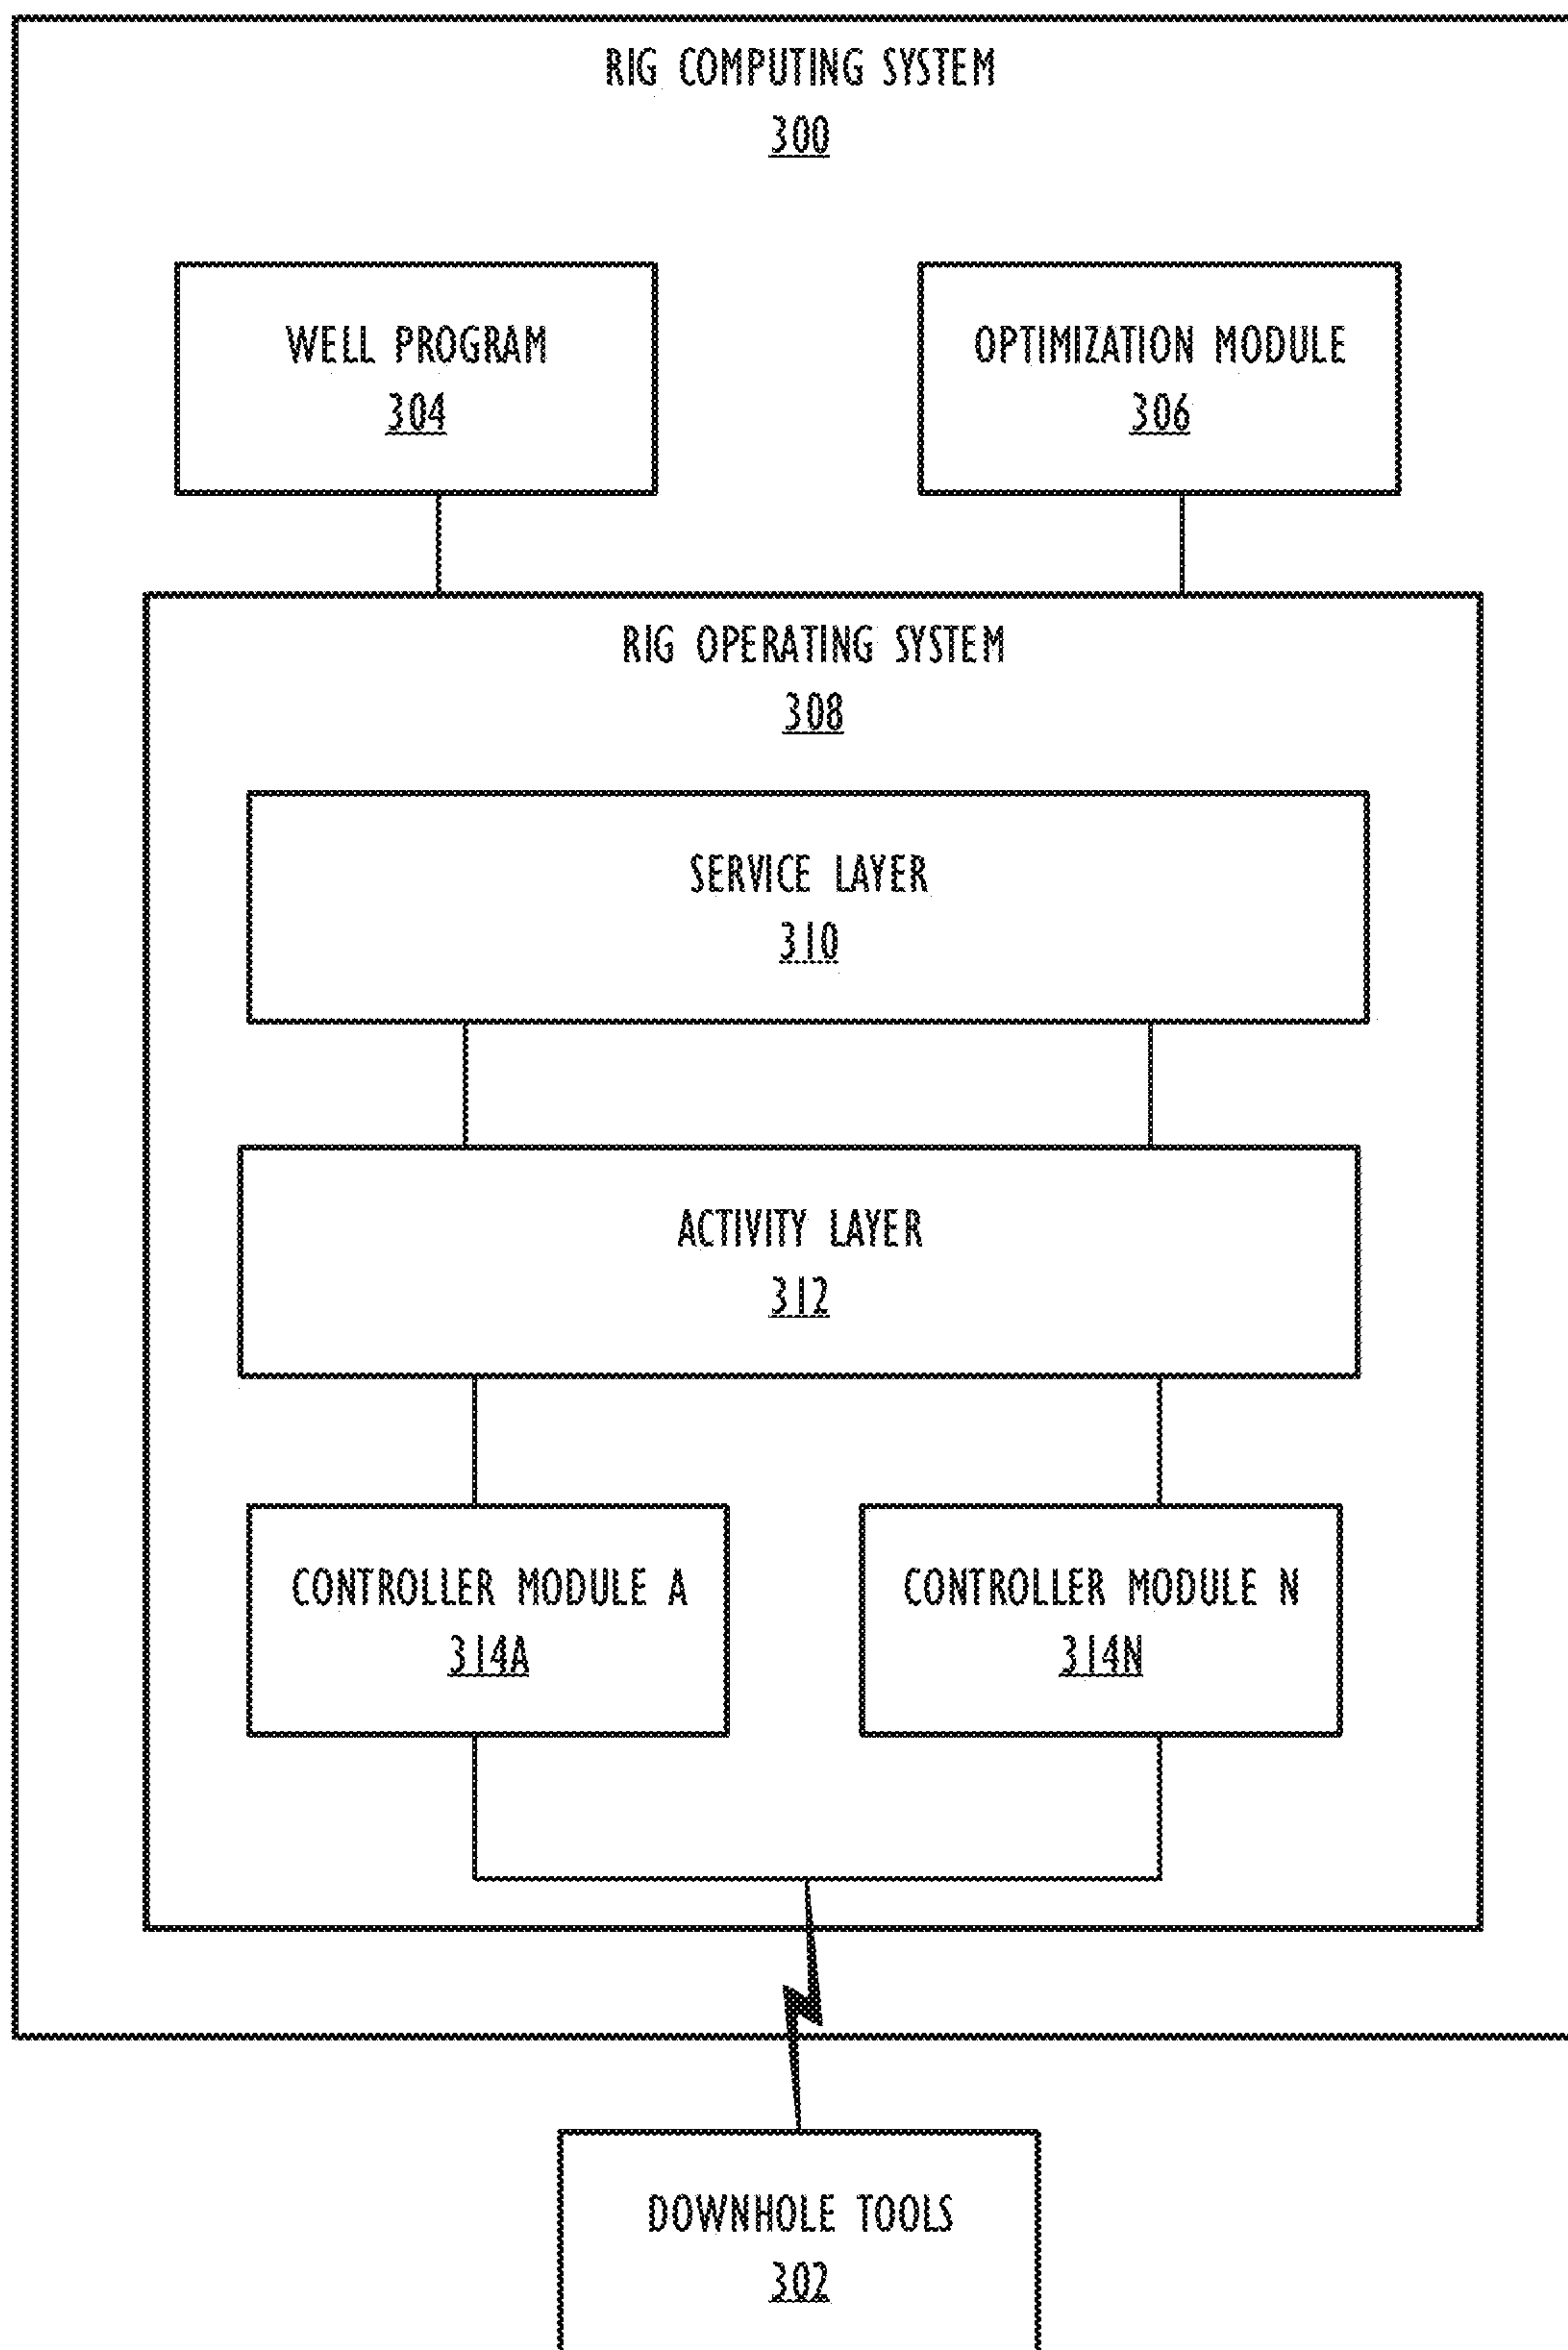 RIG COMPUTING SYSTEM
300
WELL PROGRAM
304
OPTIMIZATION MODULE
306
RIG OPERATING SYSTEM
308
SERVICE LAYER
310
ACTIVITY LAYER
312
CONTROLLER MODULE A
314A
CONTROLLER MODULE N
314N
DOWNHOLE TOOLS
302